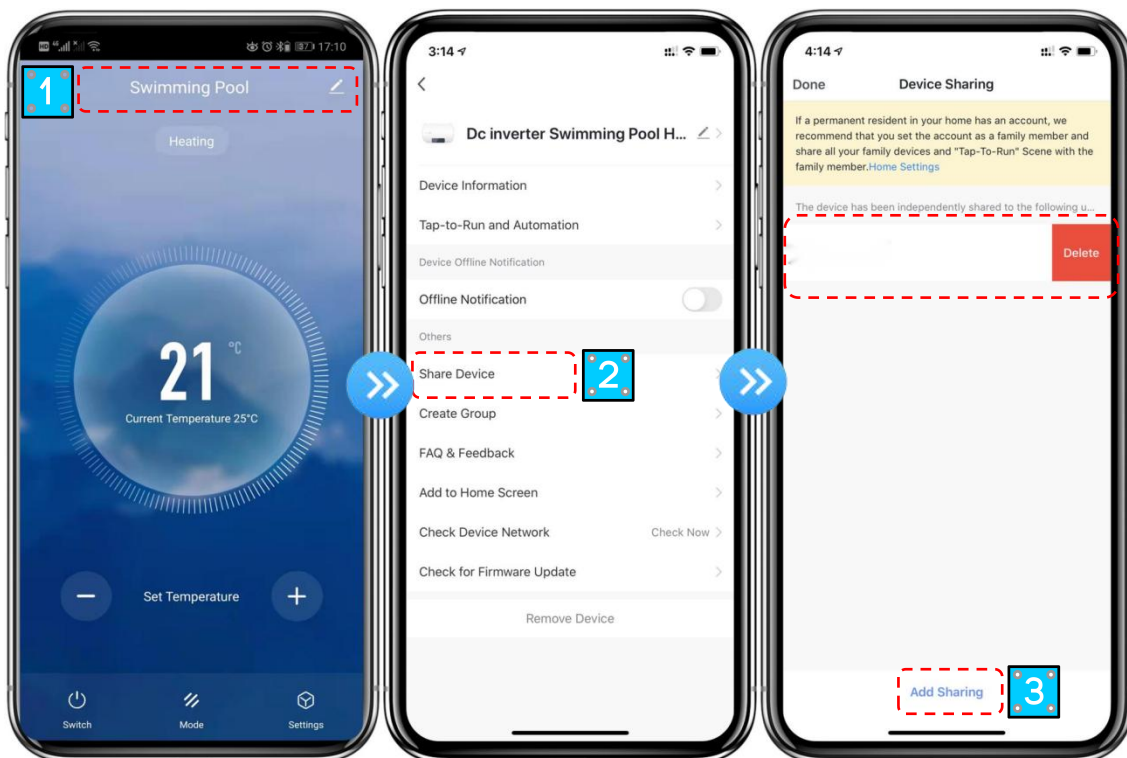 17:10
1
Swimming Pool
Heating
21 °C
Current Temperature 25°C
Set Temperature
Switch
Mode
Settings
3:14
Dc inverter Swimming Pool H...
Device Information
Tap-to-Run and Automation
Device Offline Notification
Offline Notification
Others
Share Device
2
Create Group
FAQ & Feedback
Add to Home Screen
Check Device Network Check Now
Check for Firmware Update
Remove Device
4:14
Done Device Sharing
If a permanent resident in your home has an account, we
recommend that you set the account as a family member and
share all your family devices and "Tap-To-Run" Scene with the
family member.Home Settings
The device has been independently shared to the following u...
Delete
Add Sharing
3